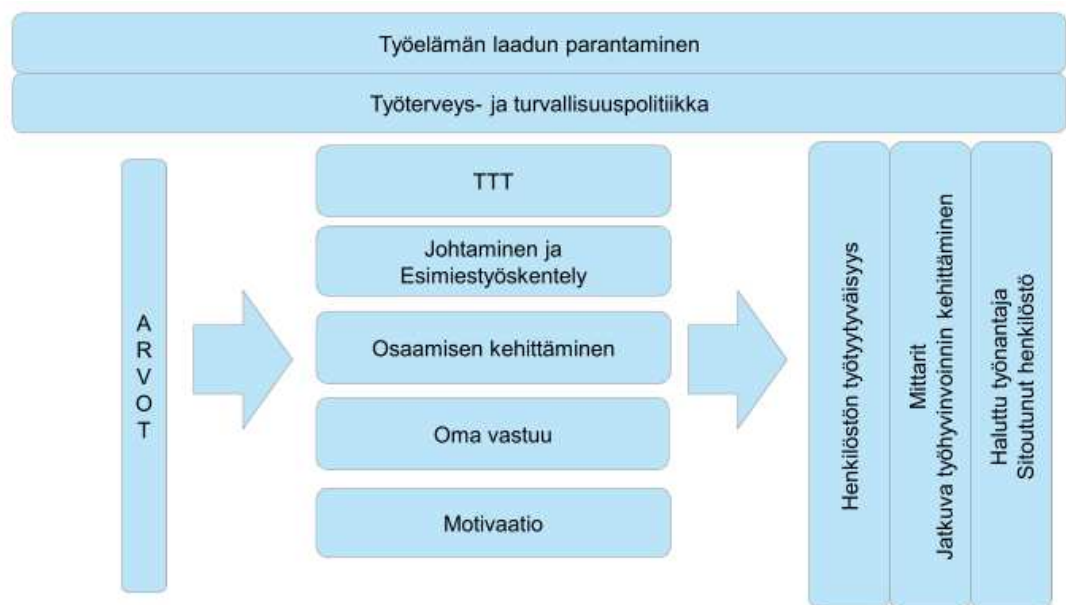 Työelämän laadun parantaminen
Työterveys- ja turvallisuuspolitiikka
ARVOT
TTT
Johtaminen ja
Esimiestyöskentely
Osaamisen kehittäminen
Oma vastuu
Motivaatio
Henkilöstön työtyytyväisyys
Mittarit
Jatkuva työhyvinvoinnin kehittäminen
Haluttu työnantaja
Sitoutunut henkilöstö